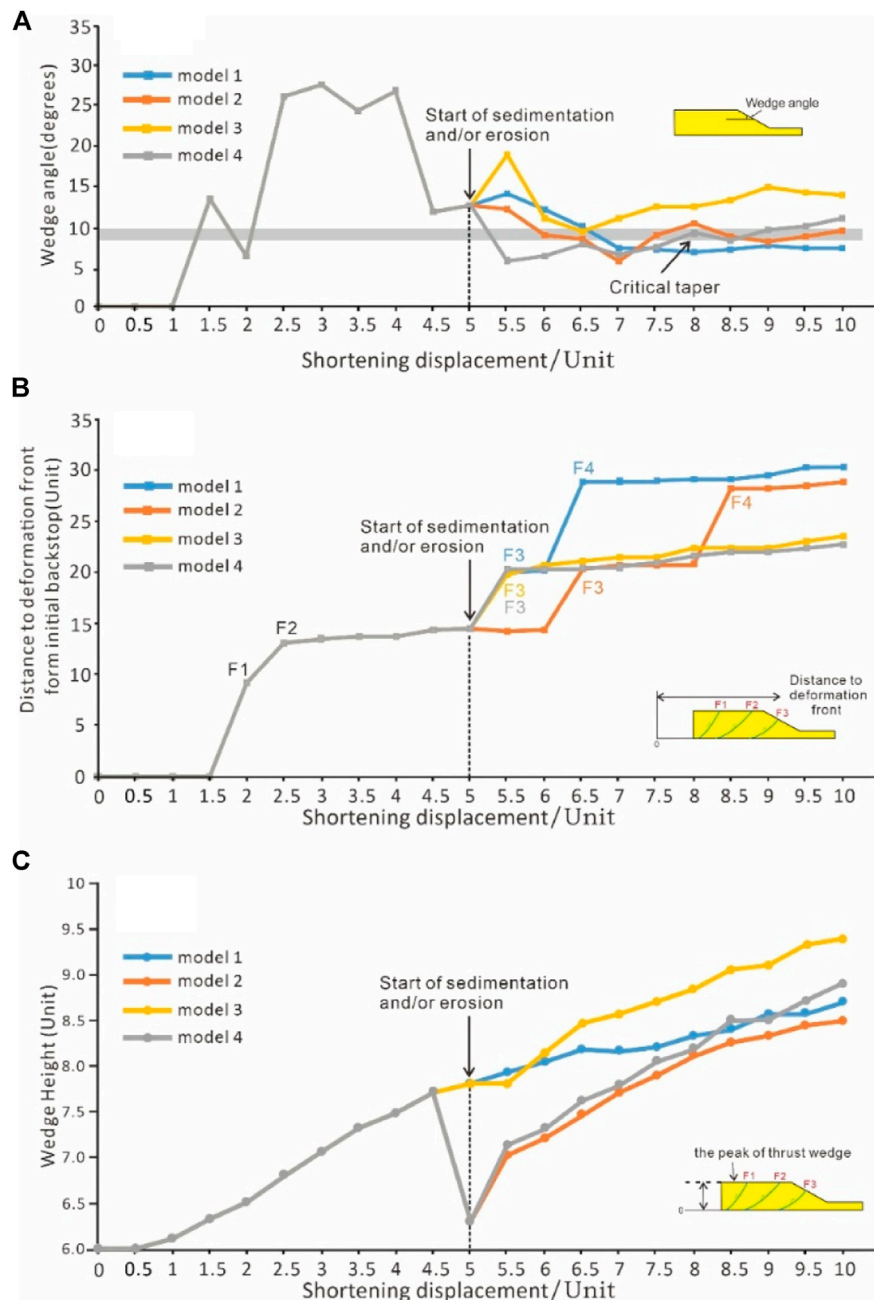 A
35
30
25
20
15
10
5
0
Wedge angle(degrees)
model 1
model 2
model 3
model 4
Start of sedimentation
and/or erosion
Wedge angle
Critical taper
0 0.5 1 1.5 2 2.5 3 3.5 4 4.5 5 5.5 6 6.5 7 7.5 8 8.5 9 9.5 10
Shortening displacement/Unit
B
35
30
25
20
15
10
5
0
Distance to deformation front
form initial backstop(Unit)
model 1
model 2
model 3
model 4
Start of sedimentation
and/or erosion
F1
F2
F3
F3
F3
F4
F3
F4
Distance to
deformation
front
F1 F2 F3
0
0 0.5 1 1.5 2 2.5 3 3.5 4 4.5 5 5.5 6 6.5 7 7.5 8 8.5 9 9.5 10
Shortening displacement/Unit
C
10
9.5
9.0
8.5
8.0
7.5
7.0
6.5
6.0
Wedge Height (Unit)
model 1
model 2
model 3
model 4
Start of sedimentation
and/or erosion
the peak of thrust wedge
F1 F2 F3
0
0 0.5 1 1.5 2 2.5 3 3.5 4 4.5 5 5.5 6 6.5 7 7.5 8 8.5 9 9.5 10
Shortening displacement/Unit